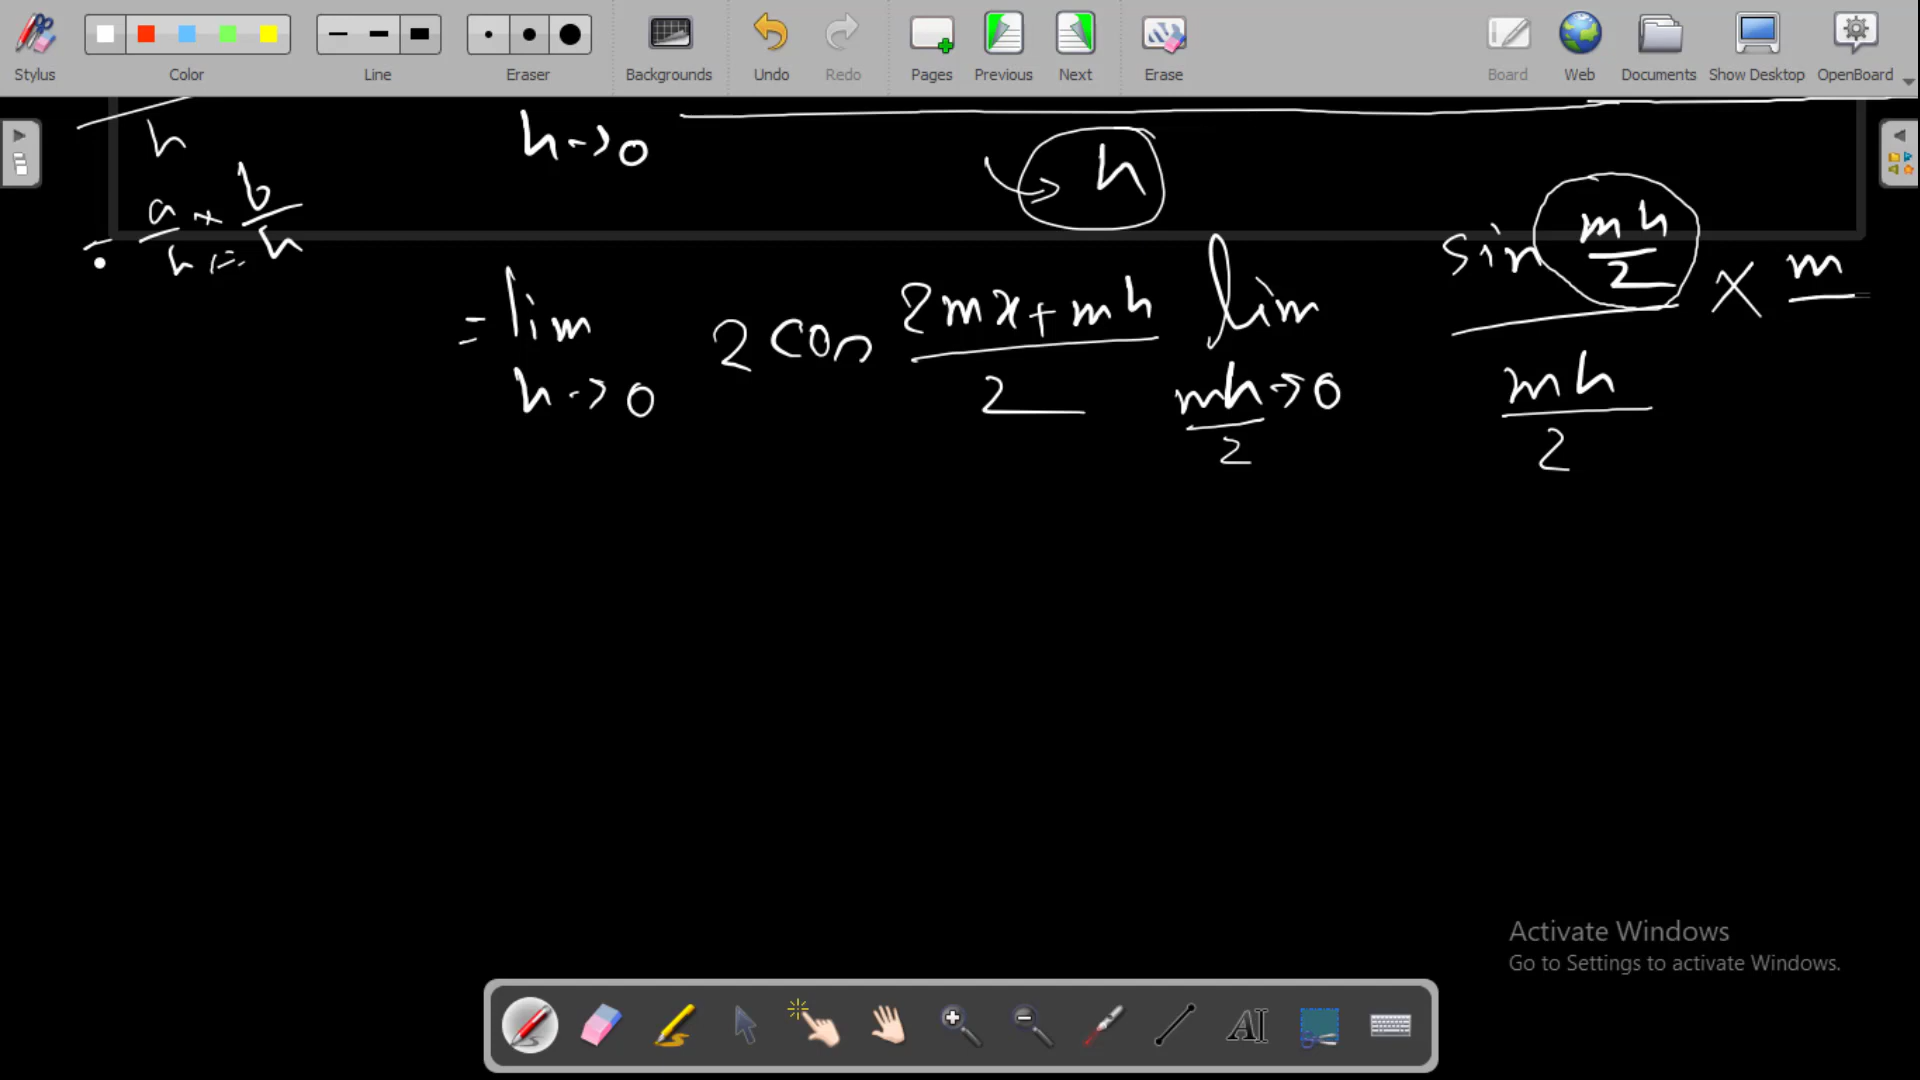 Stylus Color Line Eraser Backgrounds Undo Redo Pages Previous Next Erase Board Web Documents Show Desktop OpenBoard
h h->0 h
a/h + b/h =
= lim h->0 2 cos (2mx+mh)/2 lim mh/2->0 sin (mh/2) / (mh/2) × m
Activate Windows
Go to Settings to activate Windows.